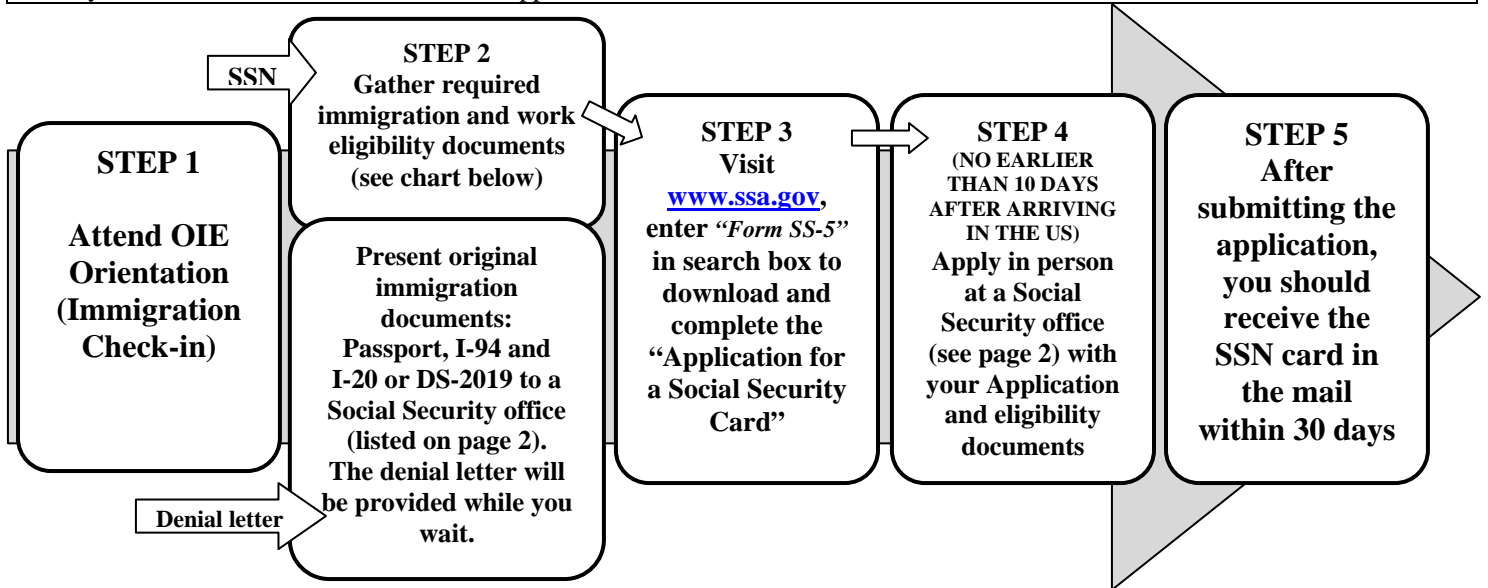 STEP 1
Attend OIE
Orientation
(Immigration
Check-in)
SSN
STEP 2
Gather required
immigration and work
eligibility documents
(see chart below)
Denial letter
Present original
immigration
documents:
Passport, I-94 and
I-20 or DS-2019 to a
Social Security office
(listed on page 2).
The denial letter will
be provided while you
wait.
STEP 3
Visit
www.ssa.gov,
enter “Form SS-5”
in search box to
download and
complete the
“Application for
a Social Security
Card”
STEP 4
(NO EARLIER
THAN 10 DAYS
AFTER ARRIVING
IN THE US)
Apply in person
at a Social
Security office
(see page 2) with
your Application
and eligibility
documents
STEP 5
After
submitting the
application,
you should
receive the
SSN card in
the mail
within 30 days